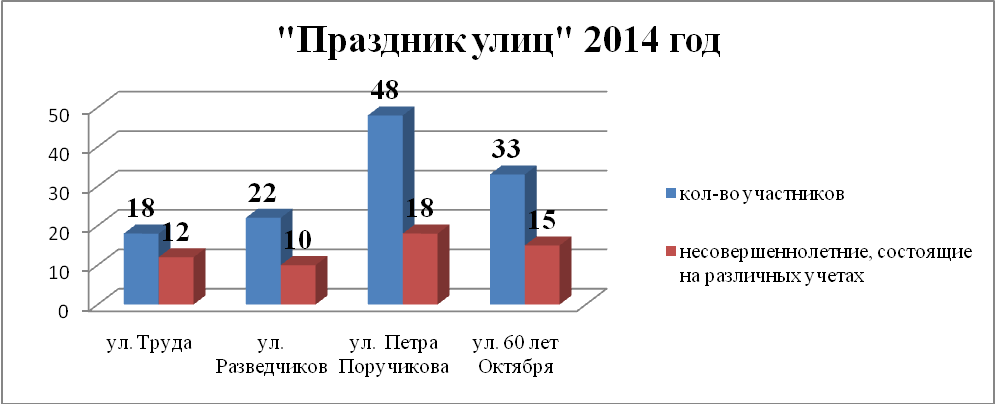 "Праздник улиц" 2014 год
50
40
30
20
10
0
18
12
22
10
48
18
33
15
ул. Труда
ул.
Разведчиков
ул. Петра
Поручикова
ул. 60 лет
Октября
кол-во участников
несовершеннолетние, состоящие
на различных учетах